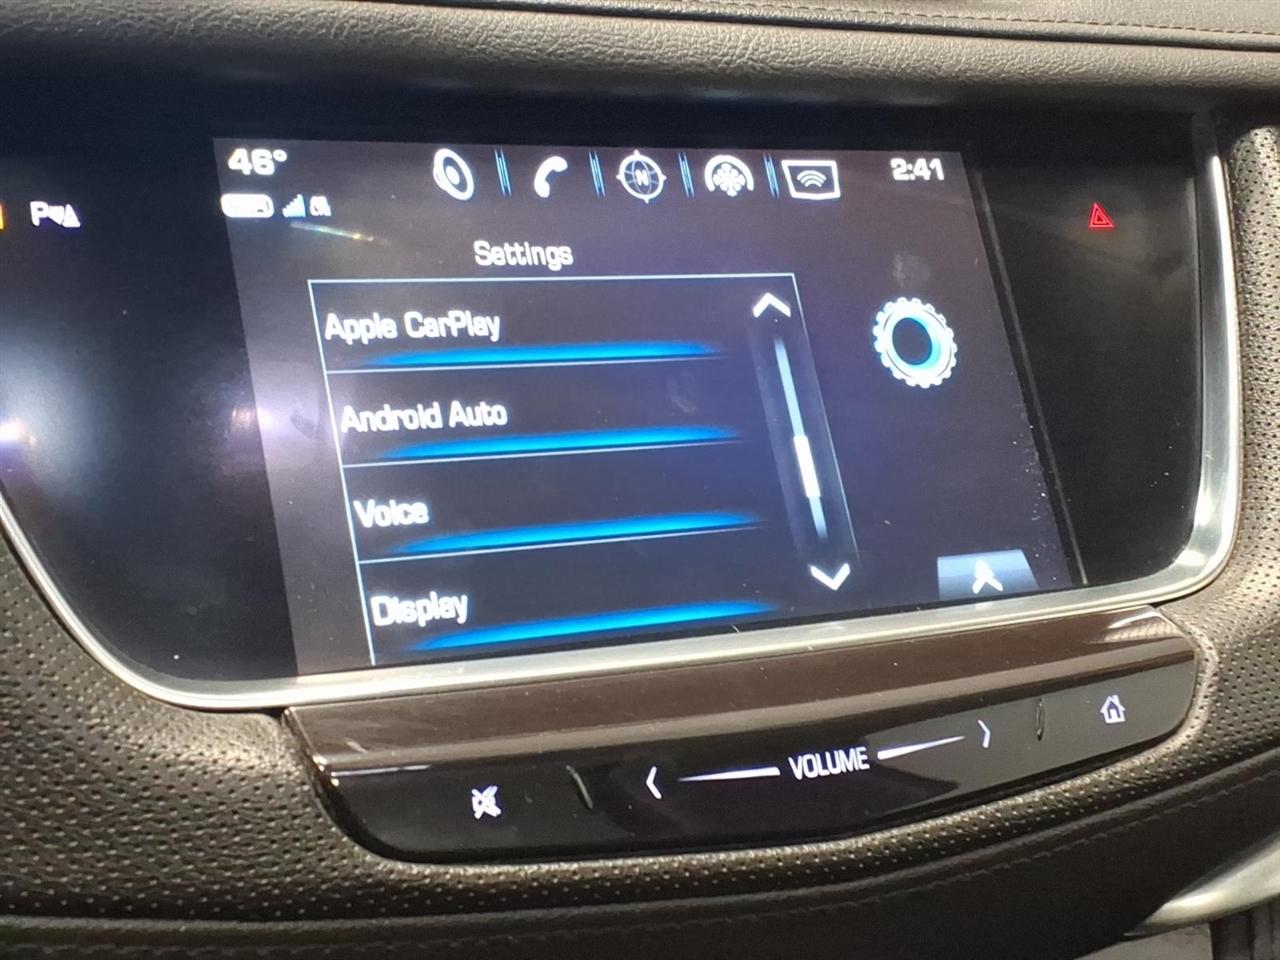 46°
2:41
P
N
Settings
Apple CarPlay
Android Auto
Voice
Display
VOLUME